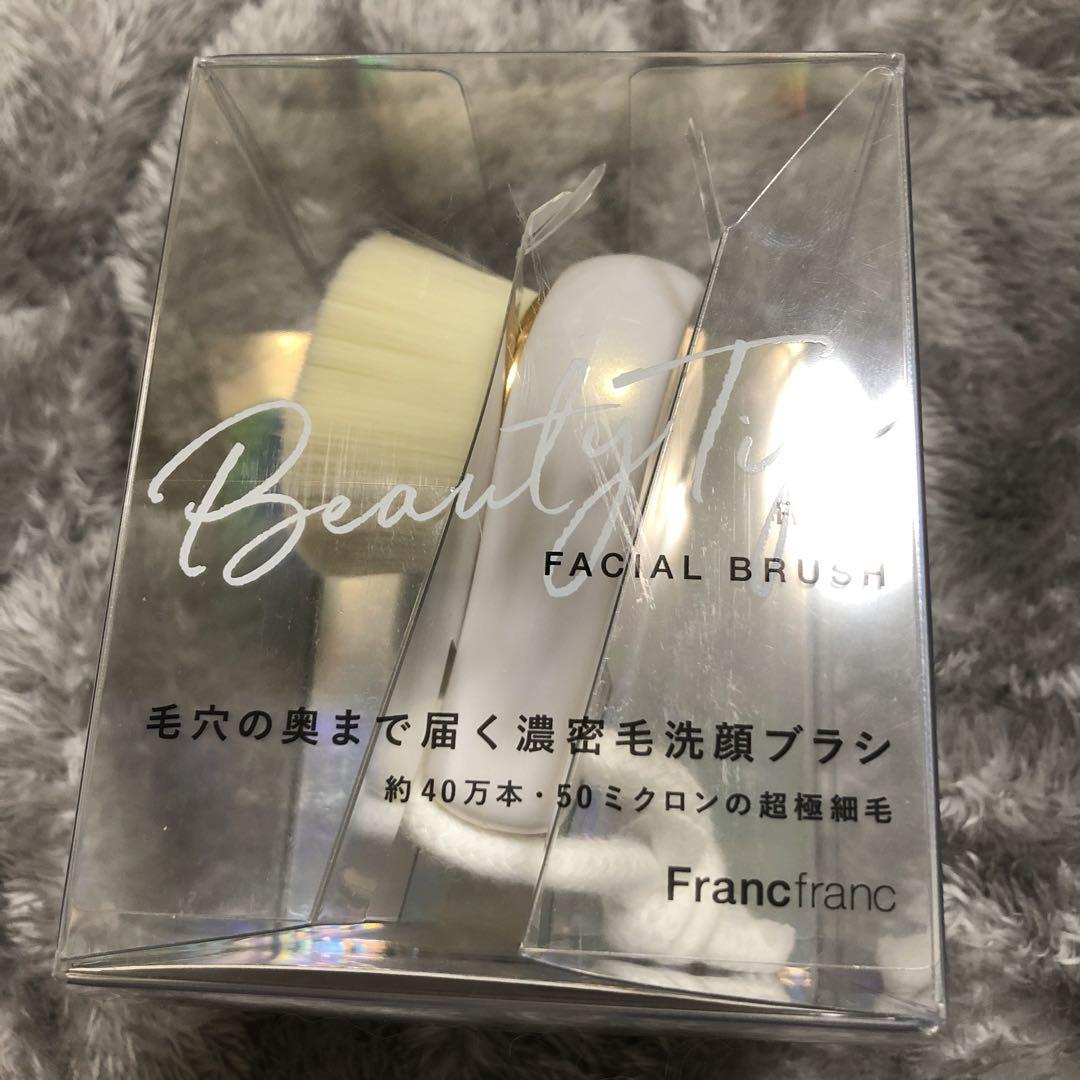 Beauty
FACIAL BRUSH
毛穴の奥まで届く濃密毛洗顔ブラシ
約40万本・50ミクロンの超極細毛
Francfranc